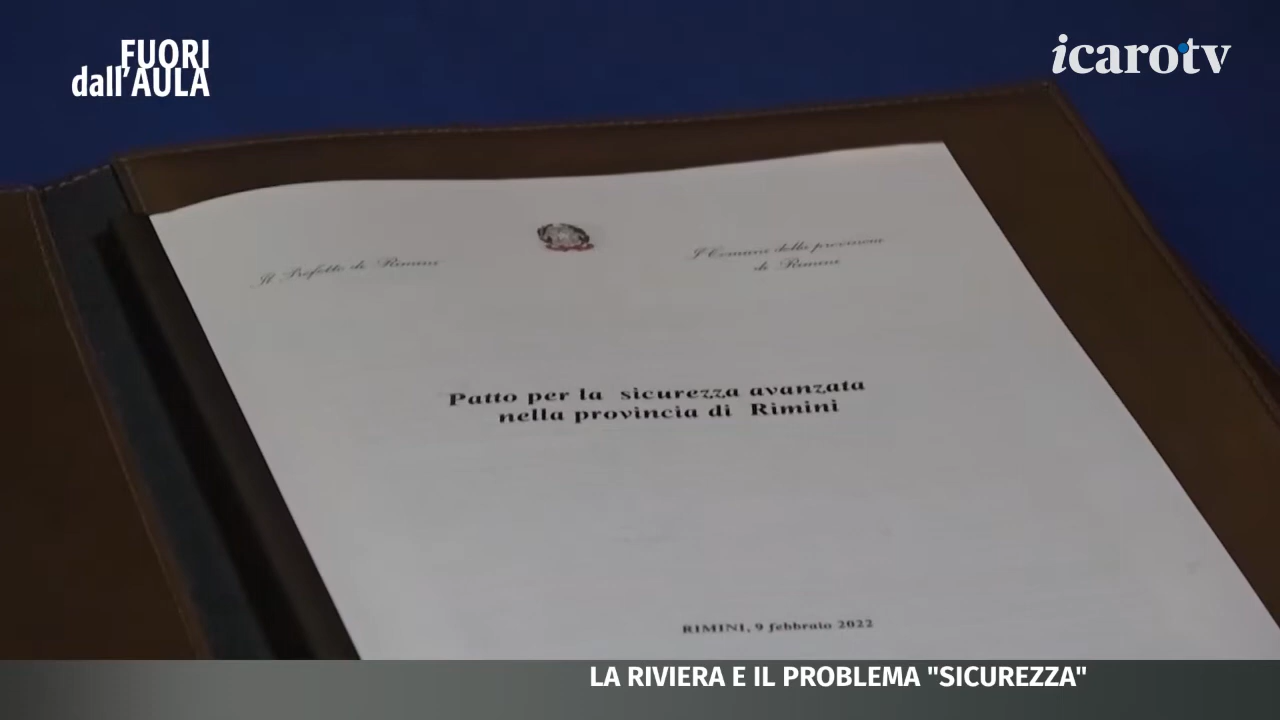 FUORI
dall'AULA
icarotv
Il Prefetto di Rimini
I Comuni della provincia
di Rimini
Patto per la sicurezza avanzata
nella provincia di Rimini
RIMINI, 9 febbraio 2022
LA RIVIERA E IL PROBLEMA "SICUREZZA"